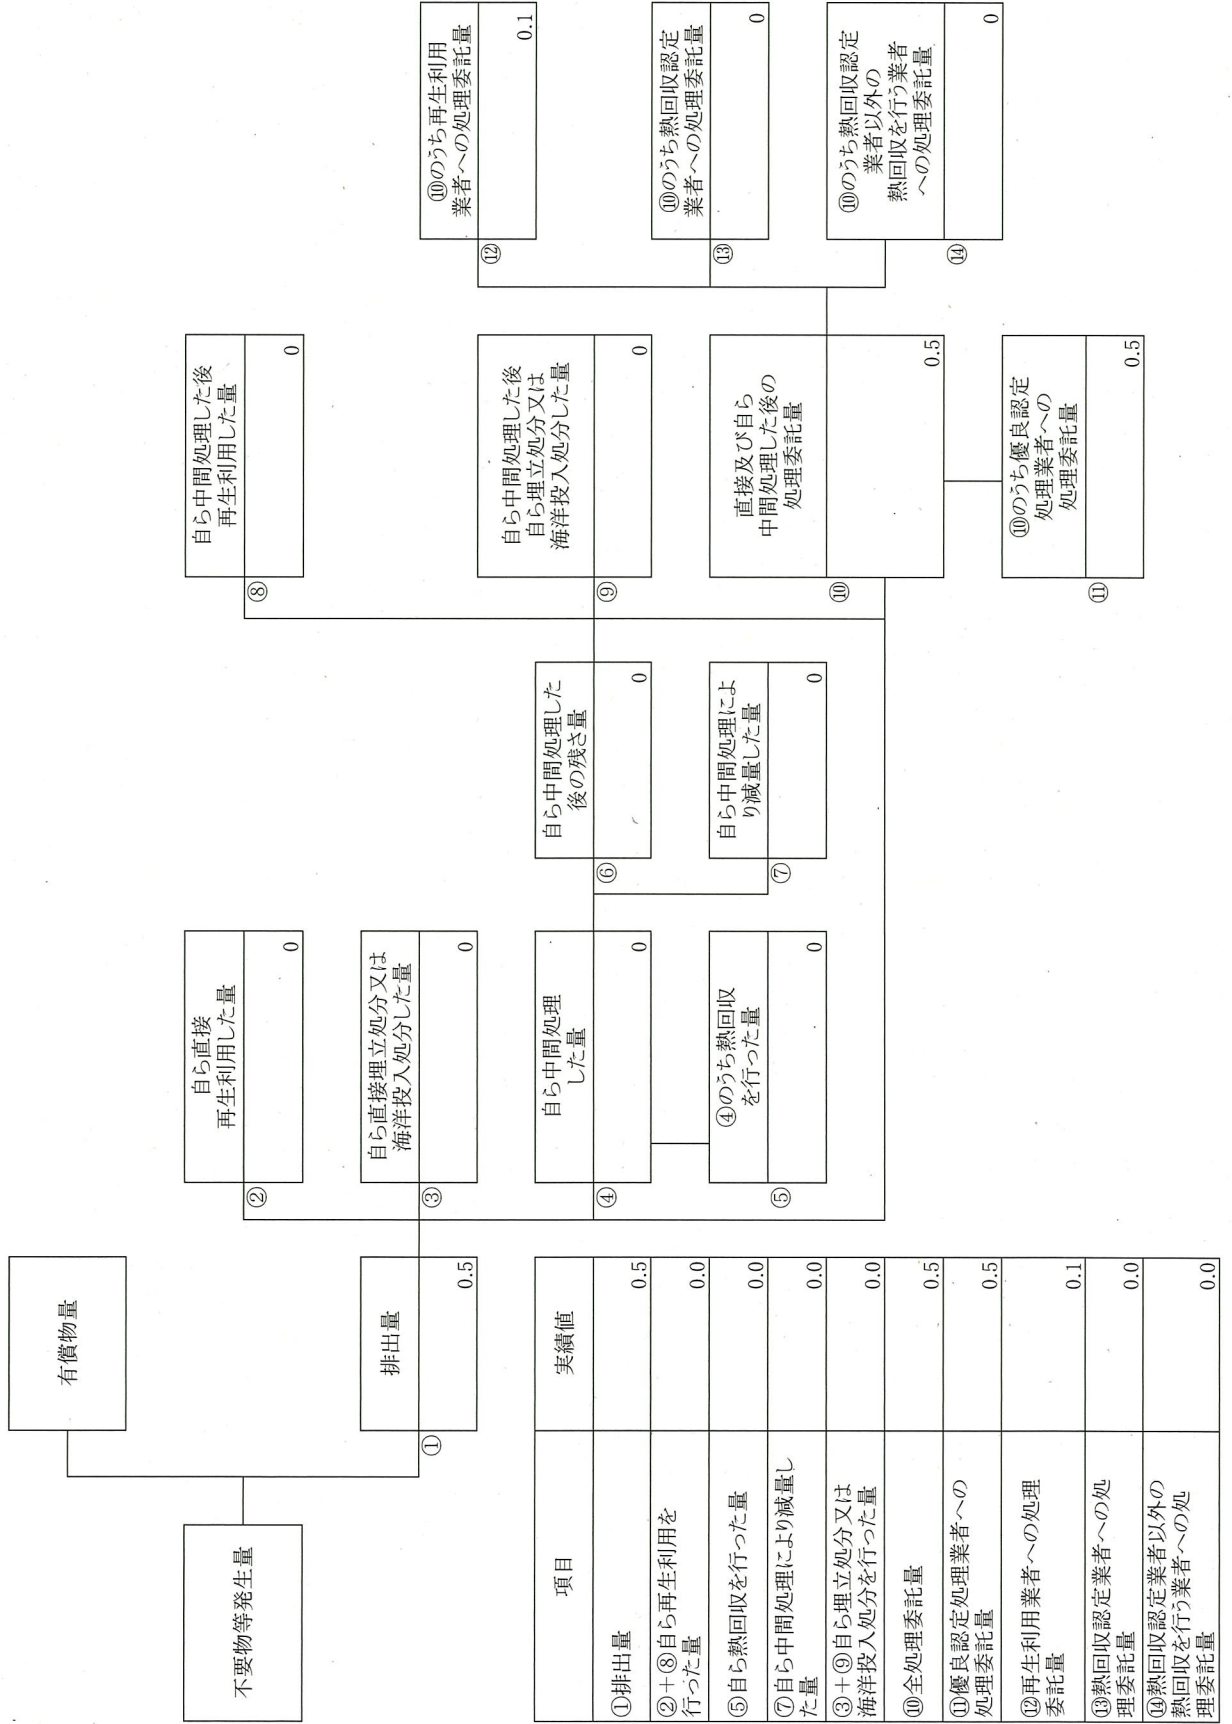 有償物量
不要物等発生量
排出量
①
0.5
自ら直接
再生利用した量
②
0
自ら直接埋立処分又は
海洋投入処分した量
③
0
自ら中間処理
した量
④
0
④のうち熱回収
を行った量
⑤
0
自ら中間処理した
後の残さ量
⑥
0
自ら中間処理によ
り減量した量
⑦
0
自ら中間処理した後
再生利用した量
⑧
0
自ら中間処理した後
自ら埋立処分又は
海洋投入処分した量
⑨
0
直接及び自ら
中間処理した後の
処理委託量
⑩
0.5
⑩のうち優良認定
処理業者への
処理委託量
⑪
0.5
⑩のうち再生利用
業者への処理委託量
⑫
0.1
⑩のうち熱回収認定
業者への処理委託量
⑬
0
⑩のうち熱回収認定
業者以外の
熱回収を行う業者
への処理委託量
⑭
0
項目 実績値
①排出量 0.5
②+⑧自ら再生利用を
行った量 0.0
⑤自ら熱回収を行った量 0.0
⑦自ら中間処理により減量し
た量 0.0
③+⑨自ら埋立処分又は
海洋投入処分を行った量 0.0
⑩全処理委託量 0.5
⑪優良認定処理業者への
処理委託量 0.5
⑫再生利用業者への処理
委託量 0.1
⑬熱回収認定業者への処
理委託量 0.0
⑭熱回収認定業者以外の
熱回収を行う業者への処
理委託量 0.0